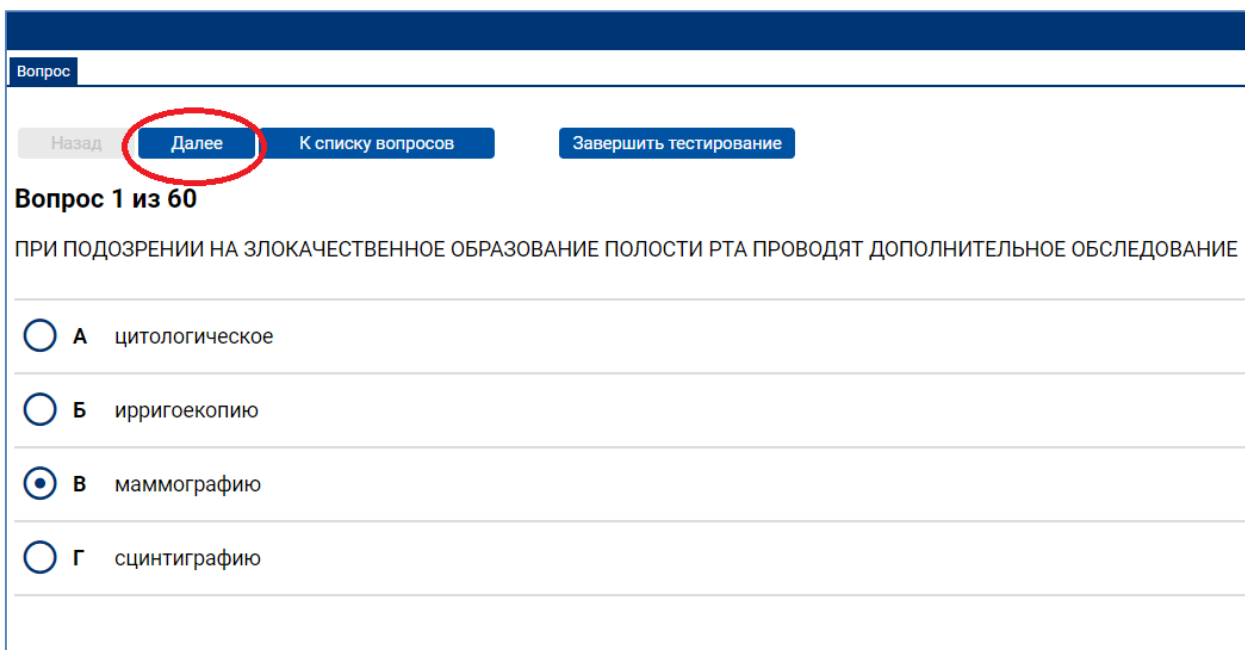 Вопрос
Назад Далее К списку вопросов Завершить тестирование
Вопрос 1 из 60
ПРИ ПОДОЗРЕНИИ НА ЗЛОКАЧЕСТВЕННОЕ ОБРАЗОВАНИЕ ПОЛОСТИ РТА ПРОВОДЯТ ДОПОЛНИТЕЛЬНОЕ ОБСЛЕДОВАНИЕ
А цитологическое
Б ирригоекопию
В маммографию
Г сцинтиграфию